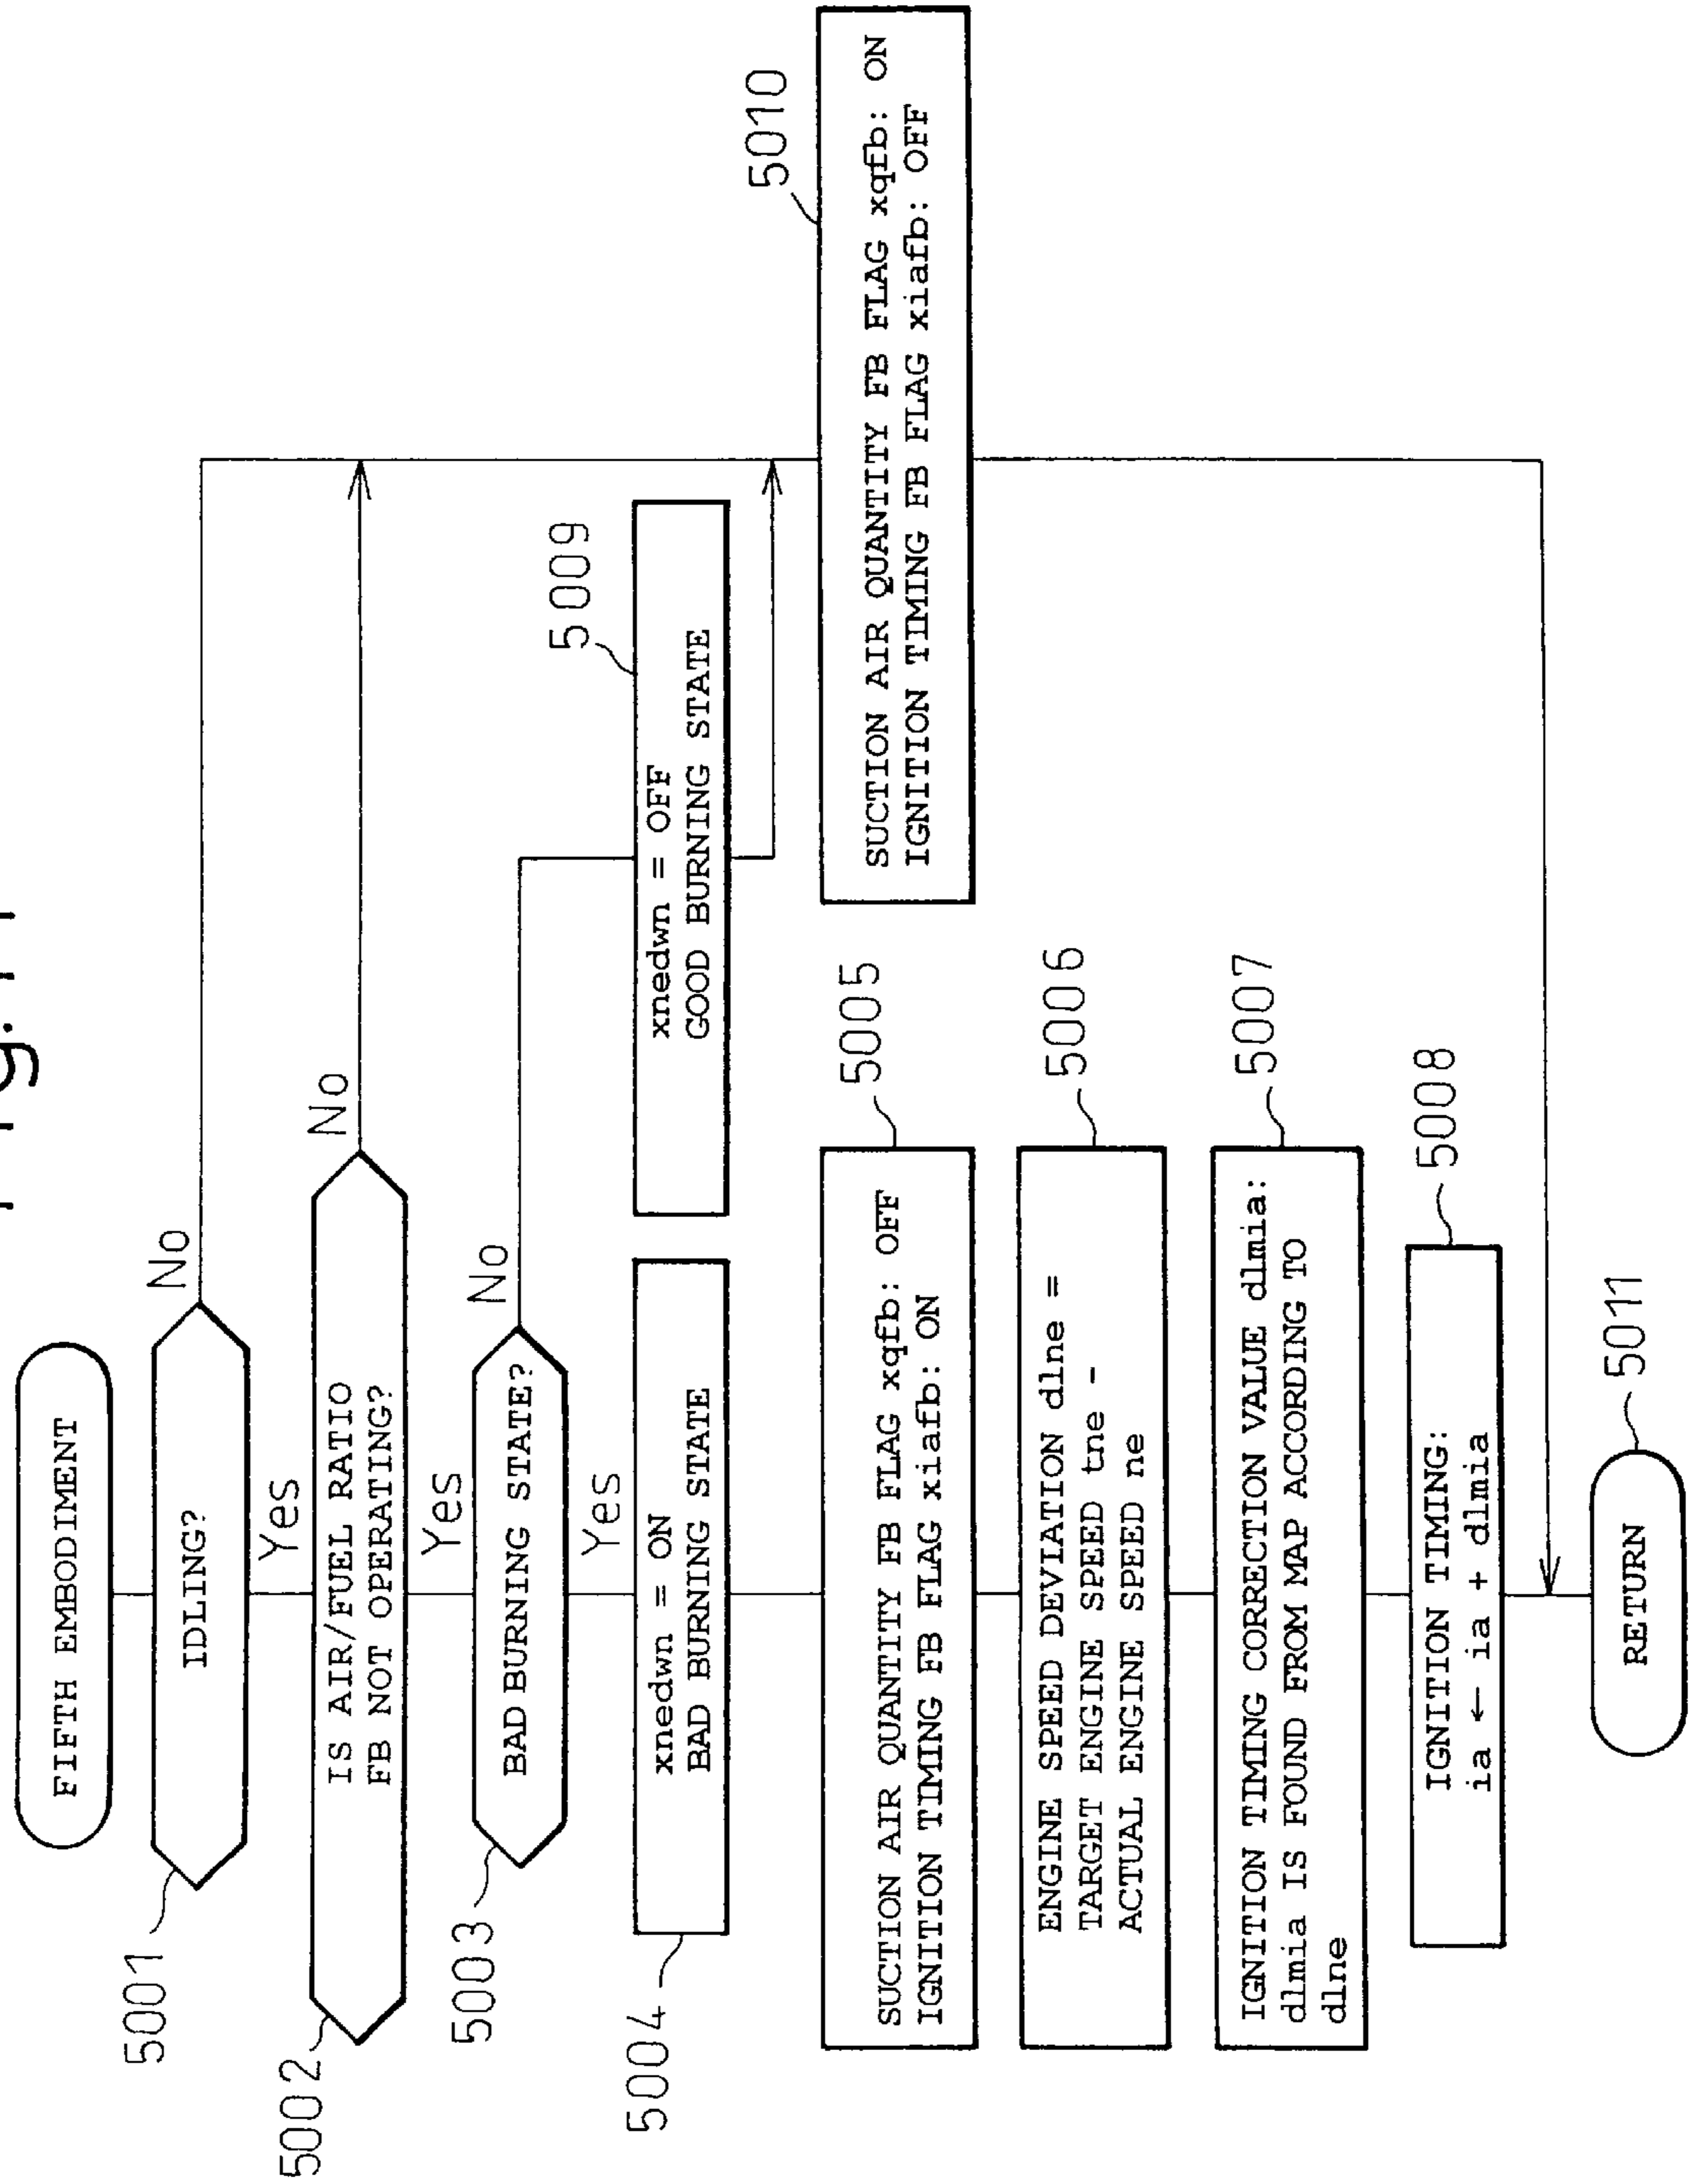 FIFTH EMBODIMENT
5001
IDLING?
No
Yes
5002
IS AIR/FUEL RATIO
FB NOT OPERATING?
No
Yes
5003
BAD BURNING STATE?
No
Yes
5004
xnedwn = ON
BAD BURNING STATE
5009
xnedwn = OFF
GOOD BURNING STATE
5005
SUCTION AIR QUANTITY FB FLAG xqfb: OFF
IGNITION TIMING FB FLAG xiafb: ON
5010
SUCTION AIR QUANTITY FB FLAG xqfb: ON
IGNITION TIMING FB FLAG xiafb: OFF
5006
ENGINE SPEED DEVIATION dlne =
TARGET ENGINE SPEED tne -
ACTUAL ENGINE SPEED ne
5007
IGNITION TIMING CORRECTION VALUE dlmia:
dlmia IS FOUND FROM MAP ACCORDING TO
dlne
5008
IGNITION TIMING:
ia ← ia + dlmia
RETURN
5011